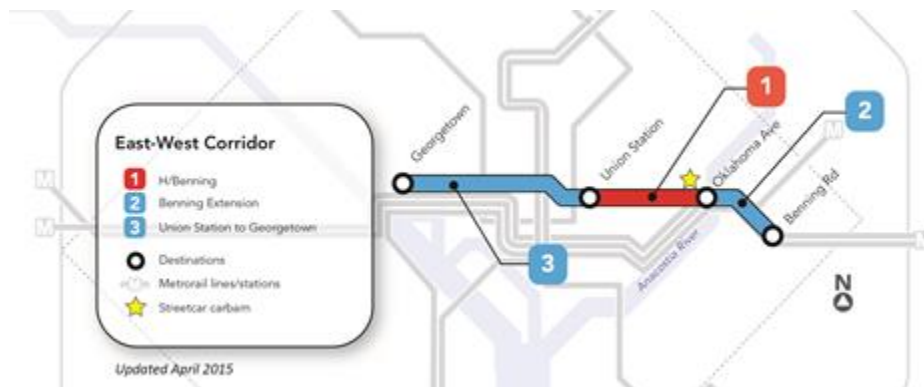 East-West Corridor
1 H/Benning
2 Benning Extension
3 Union Station to Georgetown
Destinations
M Metrorail lines/stations
Streetcar carbarn
Updated April 2015
Georgetown
Union Station
Oklahoma Ave
Benning Rd
Anacostia River
1
2
3
M
M
M
N